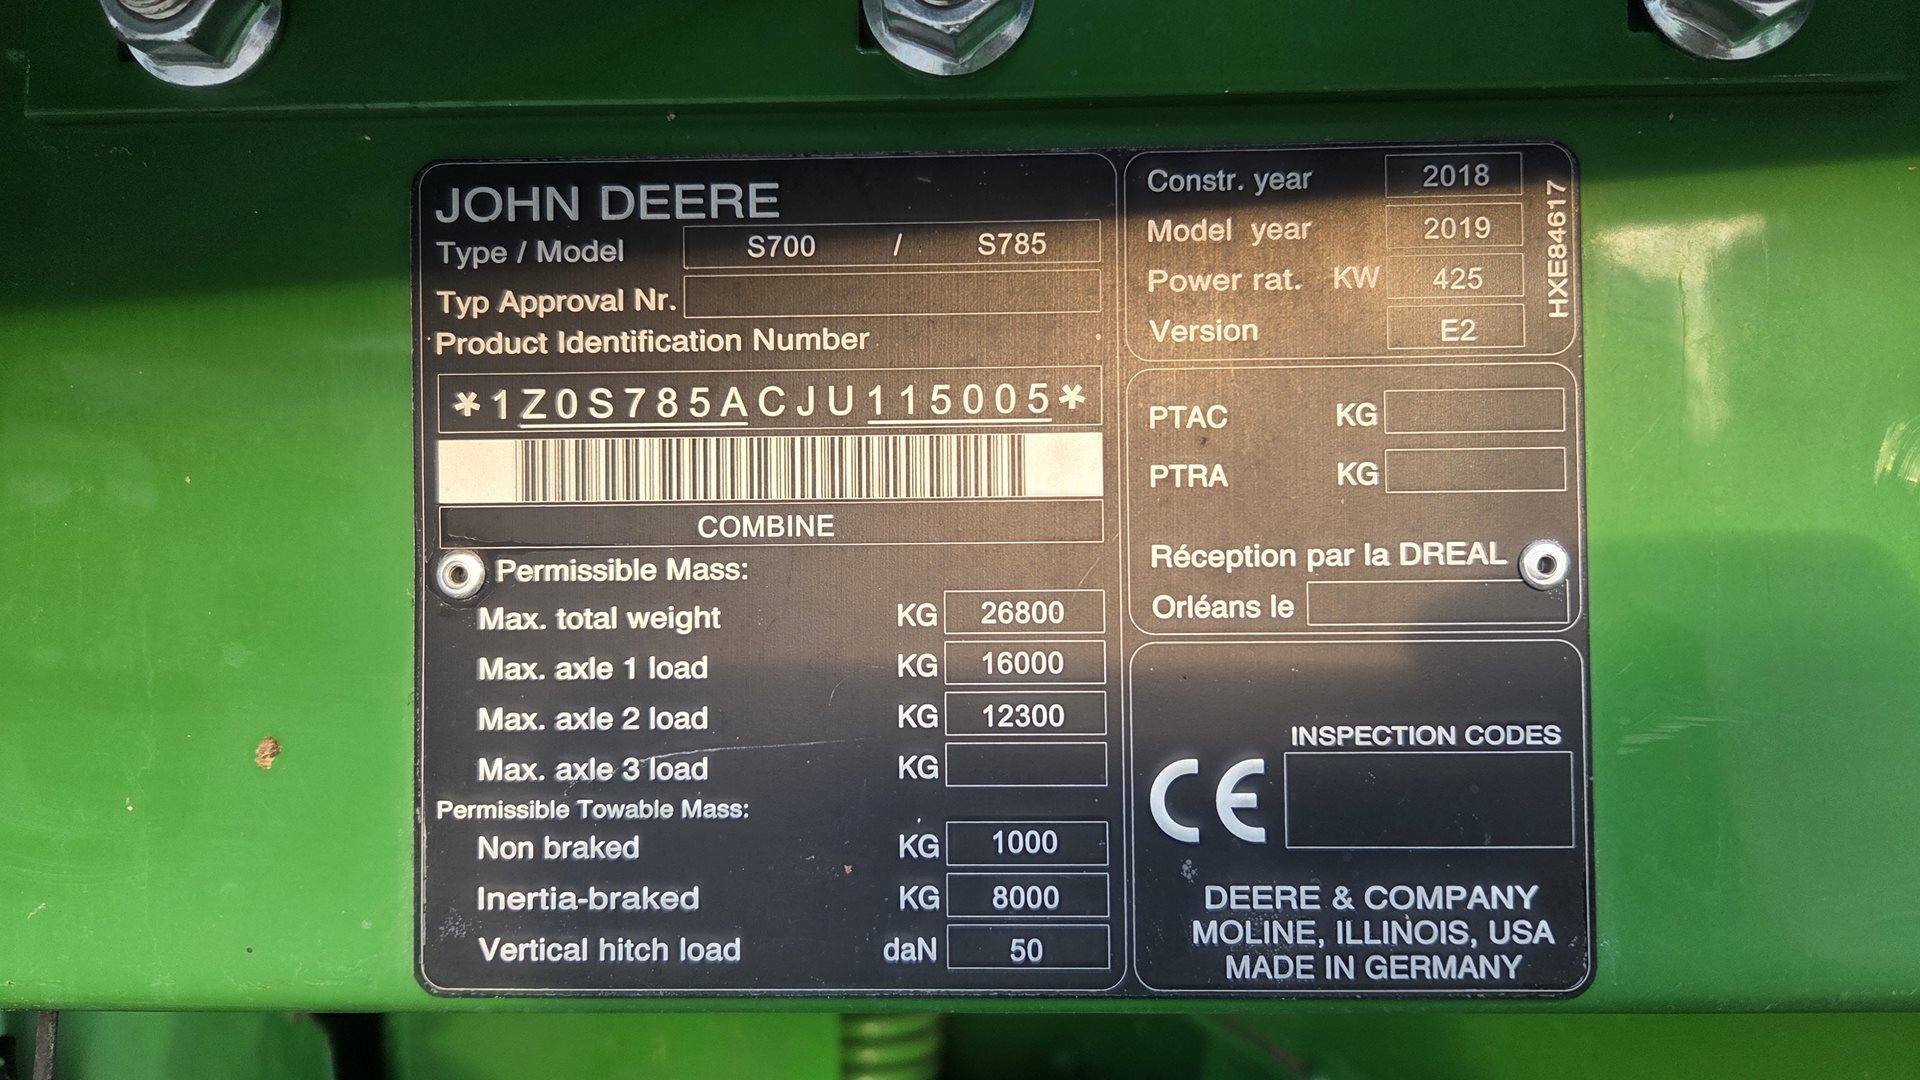 JOHN DEERE
Type / Model S700 / S785
Typ Approval Nr.
Product Identification Number
*1Z0S785ACJU115005*
COMBINE
Permissible Mass:
Max. total weight KG 26800
Max. axle 1 load KG 16000
Max. axle 2 load KG 12300
Max. axle 3 load KG
Permissible Towable Mass:
Non braked KG 1000
Inertia-braked KG 8000
Vertical hitch load daN 50
Constr. year 2018
Model year 2019
Power rat. KW 425
Version E2
HXE84617
PTAC KG
PTRA KG
Réception par la DREAL
Orléans le
INSPECTION CODES
CE
DEERE & COMPANY
MOLINE, ILLINOIS, USA
MADE IN GERMANY